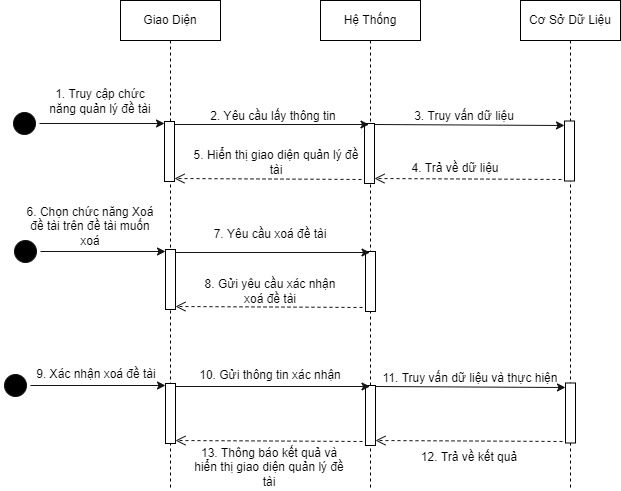 Giao Diện
Hệ Thống
Cơ Sở Dữ Liệu
1. Truy cập chức
năng quản lý đề tài
2. Yêu cầu lấy thông tin
3. Truy vấn dữ liệu
5. Hiển thị giao diện quản lý đề
tài
4. Trả về dữ liệu
6. Chọn chức năng Xoá
đề tài trên đề tài muốn
xoá
7. Yêu cầu xoá đề tài
8. Gửi yêu cầu xác nhận
xoá đề tài
9. Xác nhận xoá đề tài
10. Gửi thông tin xác nhận
11. Truy vấn dữ liệu và thực hiện
13. Thông báo kết quả và
hiển thị giao diện quản lý đề
tài
12. Trả về kết quả